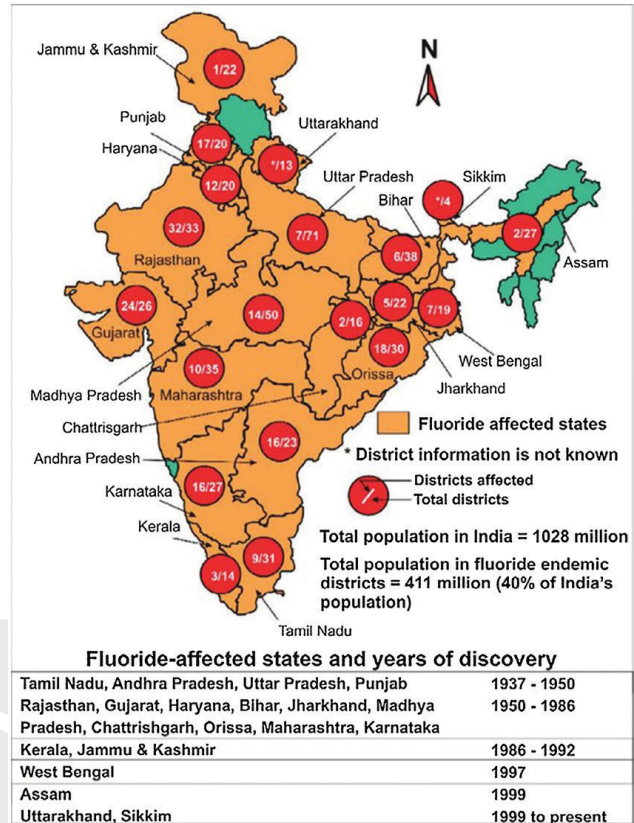 Jammu & Kashmir
1/22
N
Punjab
Uttarakhand
17/20
Haryana
*/13
12/20
Uttar Pradesh
Sikkim
Bihar
*/4
32/33
7/71
2/27
6/38
Rajasthan
Assam
24/26
14/50
5/22
7/19
2/16
Gujarat
18/30
West Bengal
10/35
Orissa
Jharkhand
Madhya Pradesh
Maharashtra
Chattrisgarh
Fluoride affected states
16/23
* District information is not known
Andhra Pradesh
Districts affected
16/27
Total districts
Karnataka
Kerala
Total population in India = 1028 million
9/31
Total population in fluoride endemic
3/14
districts = 411 million (40% of India's
population)
Tamil Nadu
Fluoride-affected states and years of discovery
Tamil Nadu, Andhra Pradesh, Uttar Pradesh, Punjab 1937 - 1950
Rajasthan, Gujarat, Haryana, Bihar, Jharkhand, Madhya 1950 - 1986
Pradesh, Chattrishgarh, Orissa, Maharashtra, Karnataka
Kerala, Jammu & Kashmir 1986 - 1992
West Bengal 1997
Assam 1999
Uttarakhand, Sikkim 1999 to present